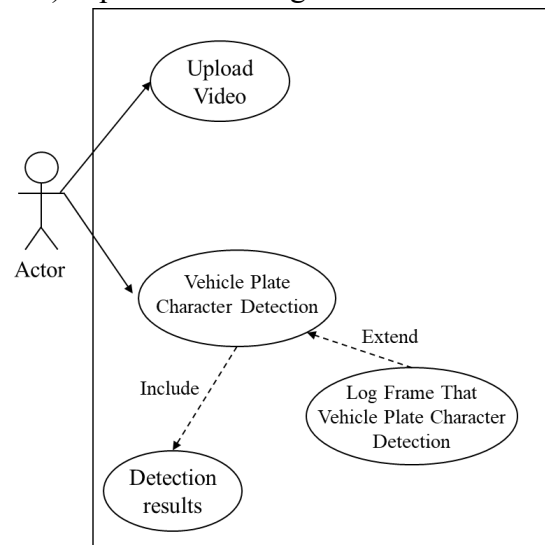 Upload
Video
Actor
Vehicle Plate
Character Detection
Extend
Include
Log Frame That
Vehicle Plate Character
Detection
Detection
results